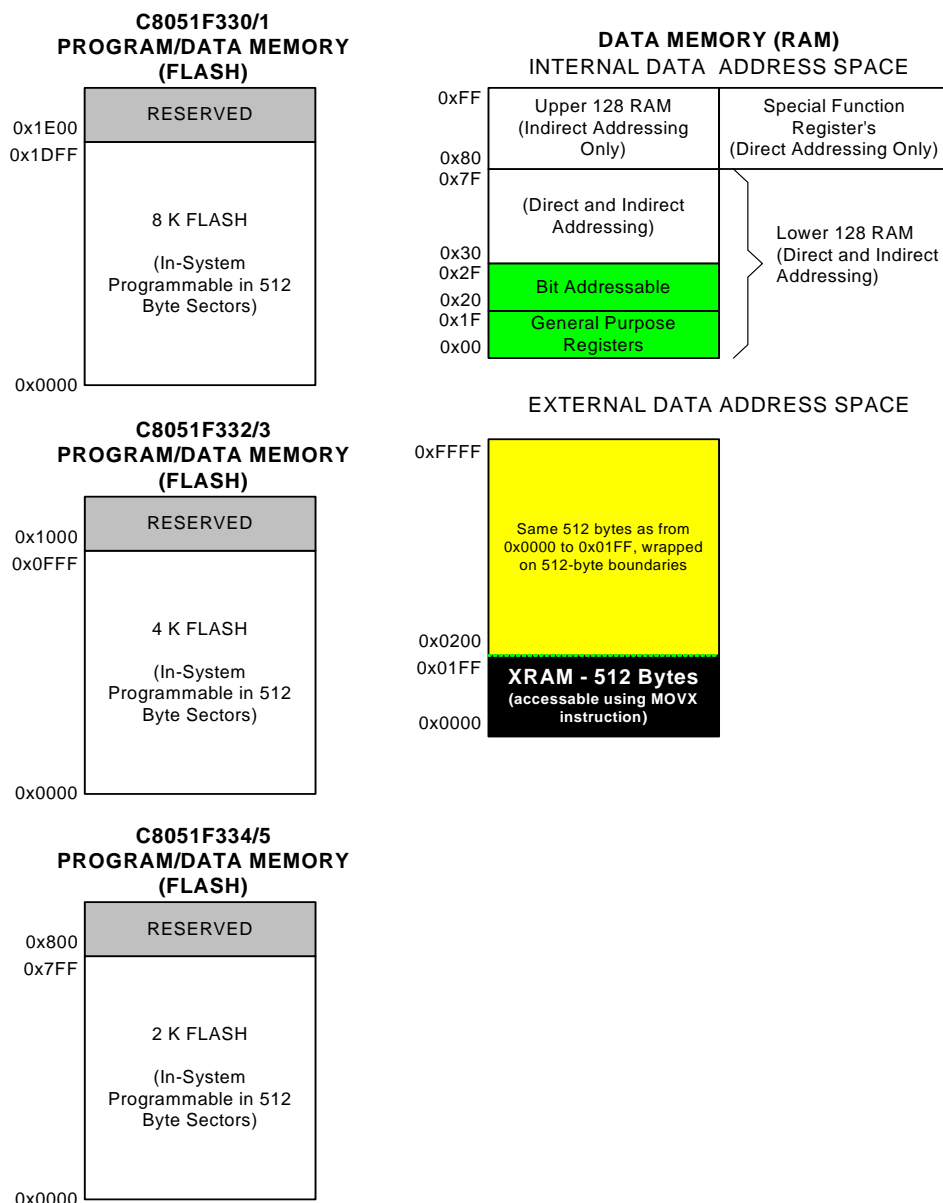 C8051F330/1
PROGRAM/DATA MEMORY
(FLASH)
RESERVED
0x1E00
0x1DFF
8 K FLASH
(In-System
Programmable in 512
Byte Sectors)
0x0000
C8051F332/3
PROGRAM/DATA MEMORY
(FLASH)
RESERVED
0x1000
0x0FFF
4 K FLASH
(In-System
Programmable in 512
Byte Sectors)
0x0000
C8051F334/5
PROGRAM/DATA MEMORY
(FLASH)
RESERVED
0x800
0x7FF
2 K FLASH
(In-System
Programmable in 512
Byte Sectors)
0x0000
DATA MEMORY (RAM)
INTERNAL DATA ADDRESS SPACE
0xFF
Upper 128 RAM
(Indirect Addressing
Only)
Special Function
Register's
(Direct Addressing Only)
0x80
0x7F
(Direct and Indirect
Addressing)
Lower 128 RAM
(Direct and Indirect
Addressing)
0x30
0x2F
Bit Addressable
0x20
0x1F
General Purpose
Registers
0x00
EXTERNAL DATA ADDRESS SPACE
0xFFFF
Same 512 bytes as from
0x0000 to 0x01FF, wrapped
on 512-byte boundaries
0x0200
0x01FF
XRAM - 512 Bytes
(accessable using MOVX
instruction)
0x0000